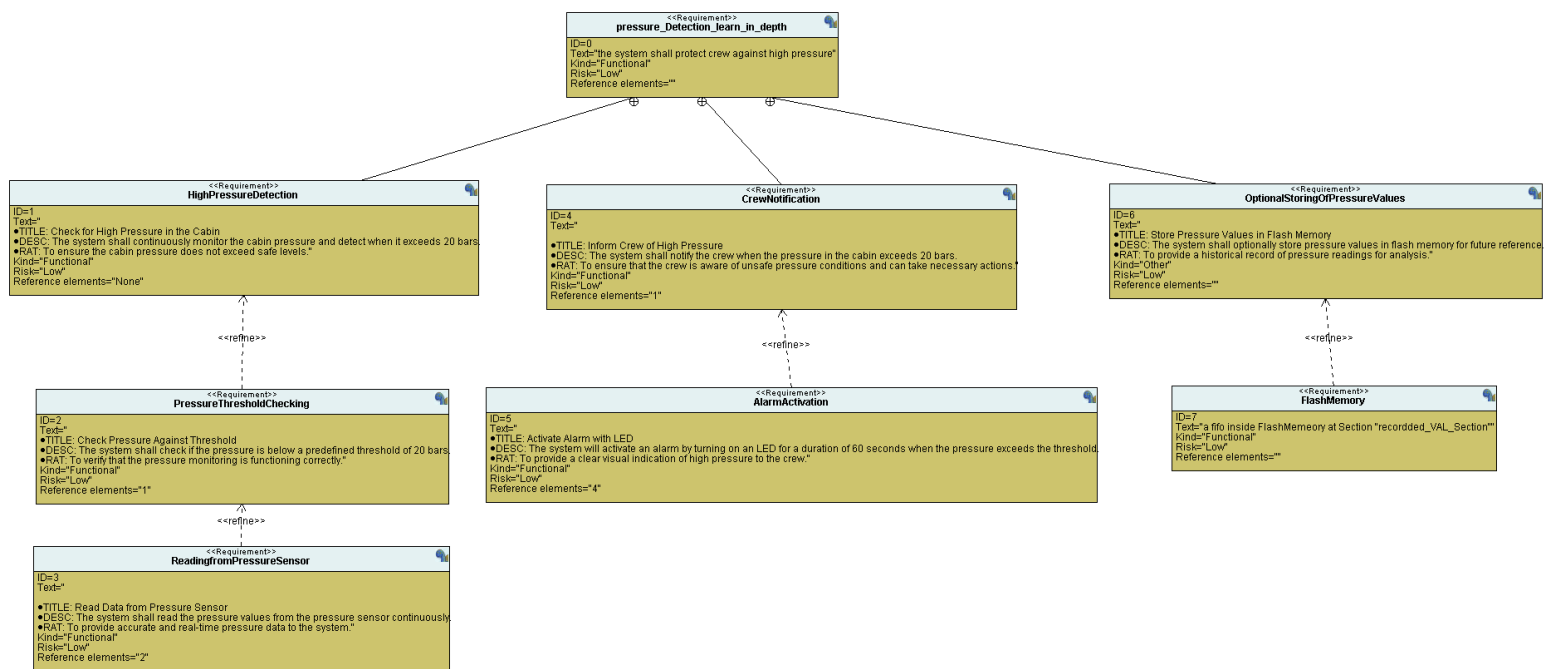 <<Requirement>>
pressure_Detection_learn_in_depth
ID=0
Text="the system shall protect crew against high pressure"
Kind="Functional"
Risk="Low"
Reference elements=""
<<Requirement>>
HighPressureDetection
ID=1
Text="
●TITLE: Check for High Pressure in the Cabin
●DESC: The system shall continuously monitor the cabin pressure and detect when it exceeds 20 bars.
●RAT: To ensure the cabin pressure does not exceed safe levels."
Kind="Functional"
Risk="Low"
Reference elements="None"
<<Requirement>>
CrewNotification
ID=4
Text="
●TITLE: Inform Crew of High Pressure
●DESC: The system shall notify the crew when the pressure in the cabin exceeds 20 bars.
●RAT: To ensure that the crew is aware of unsafe pressure conditions and can take necessary actions."
Kind="Functional"
Risk="Low"
Reference elements="1"
<<Requirement>>
OptionalStoringOfPressureValues
ID=6
Text="
●TITLE: Store Pressure Values in Flash Memory
●DESC: The system shall optionally store pressure values in flash memory for future reference.
●RAT: To provide a historical record of pressure readings for analysis."
Kind="Other"
Risk="Low"
Reference elements=""
<<refine>>
<<refine>>
<<refine>>
<<Requirement>>
PressureThresholdChecking
ID=2
Text="
●TITLE: Check Pressure Against Threshold
●DESC: The system shall check if the pressure is below a predefined threshold of 20 bars.
●RAT: To verify that the pressure monitoring is functioning correctly."
Kind="Functional"
Risk="Low"
Reference elements="1"
<<Requirement>>
AlarmActivation
ID=5
Text="
●TITLE: Activate Alarm with LED
●DESC: The system will activate an alarm by turning on an LED for a duration of 60 seconds when the pressure exceeds the threshold.
●RAT: To provide a clear visual indication of high pressure to the crew."
Kind="Functional"
Risk="Low"
Reference elements="4"
<<Requirement>>
FlashMemory
ID=7
Text="a fifo inside FlashMemeory at Section "recordded_VAL_Section""
Kind="Functional"
Risk="Low"
Reference elements=""
<<refine>>
<<Requirement>>
ReadingfromPressureSensor
ID=3
Text="
●TITLE: Read Data from Pressure Sensor
●DESC: The system shall read the pressure values from the pressure sensor continuously.
●RAT: To provide accurate and real-time pressure data to the system."
Kind="Functional"
Risk="Low"
Reference elements="2"